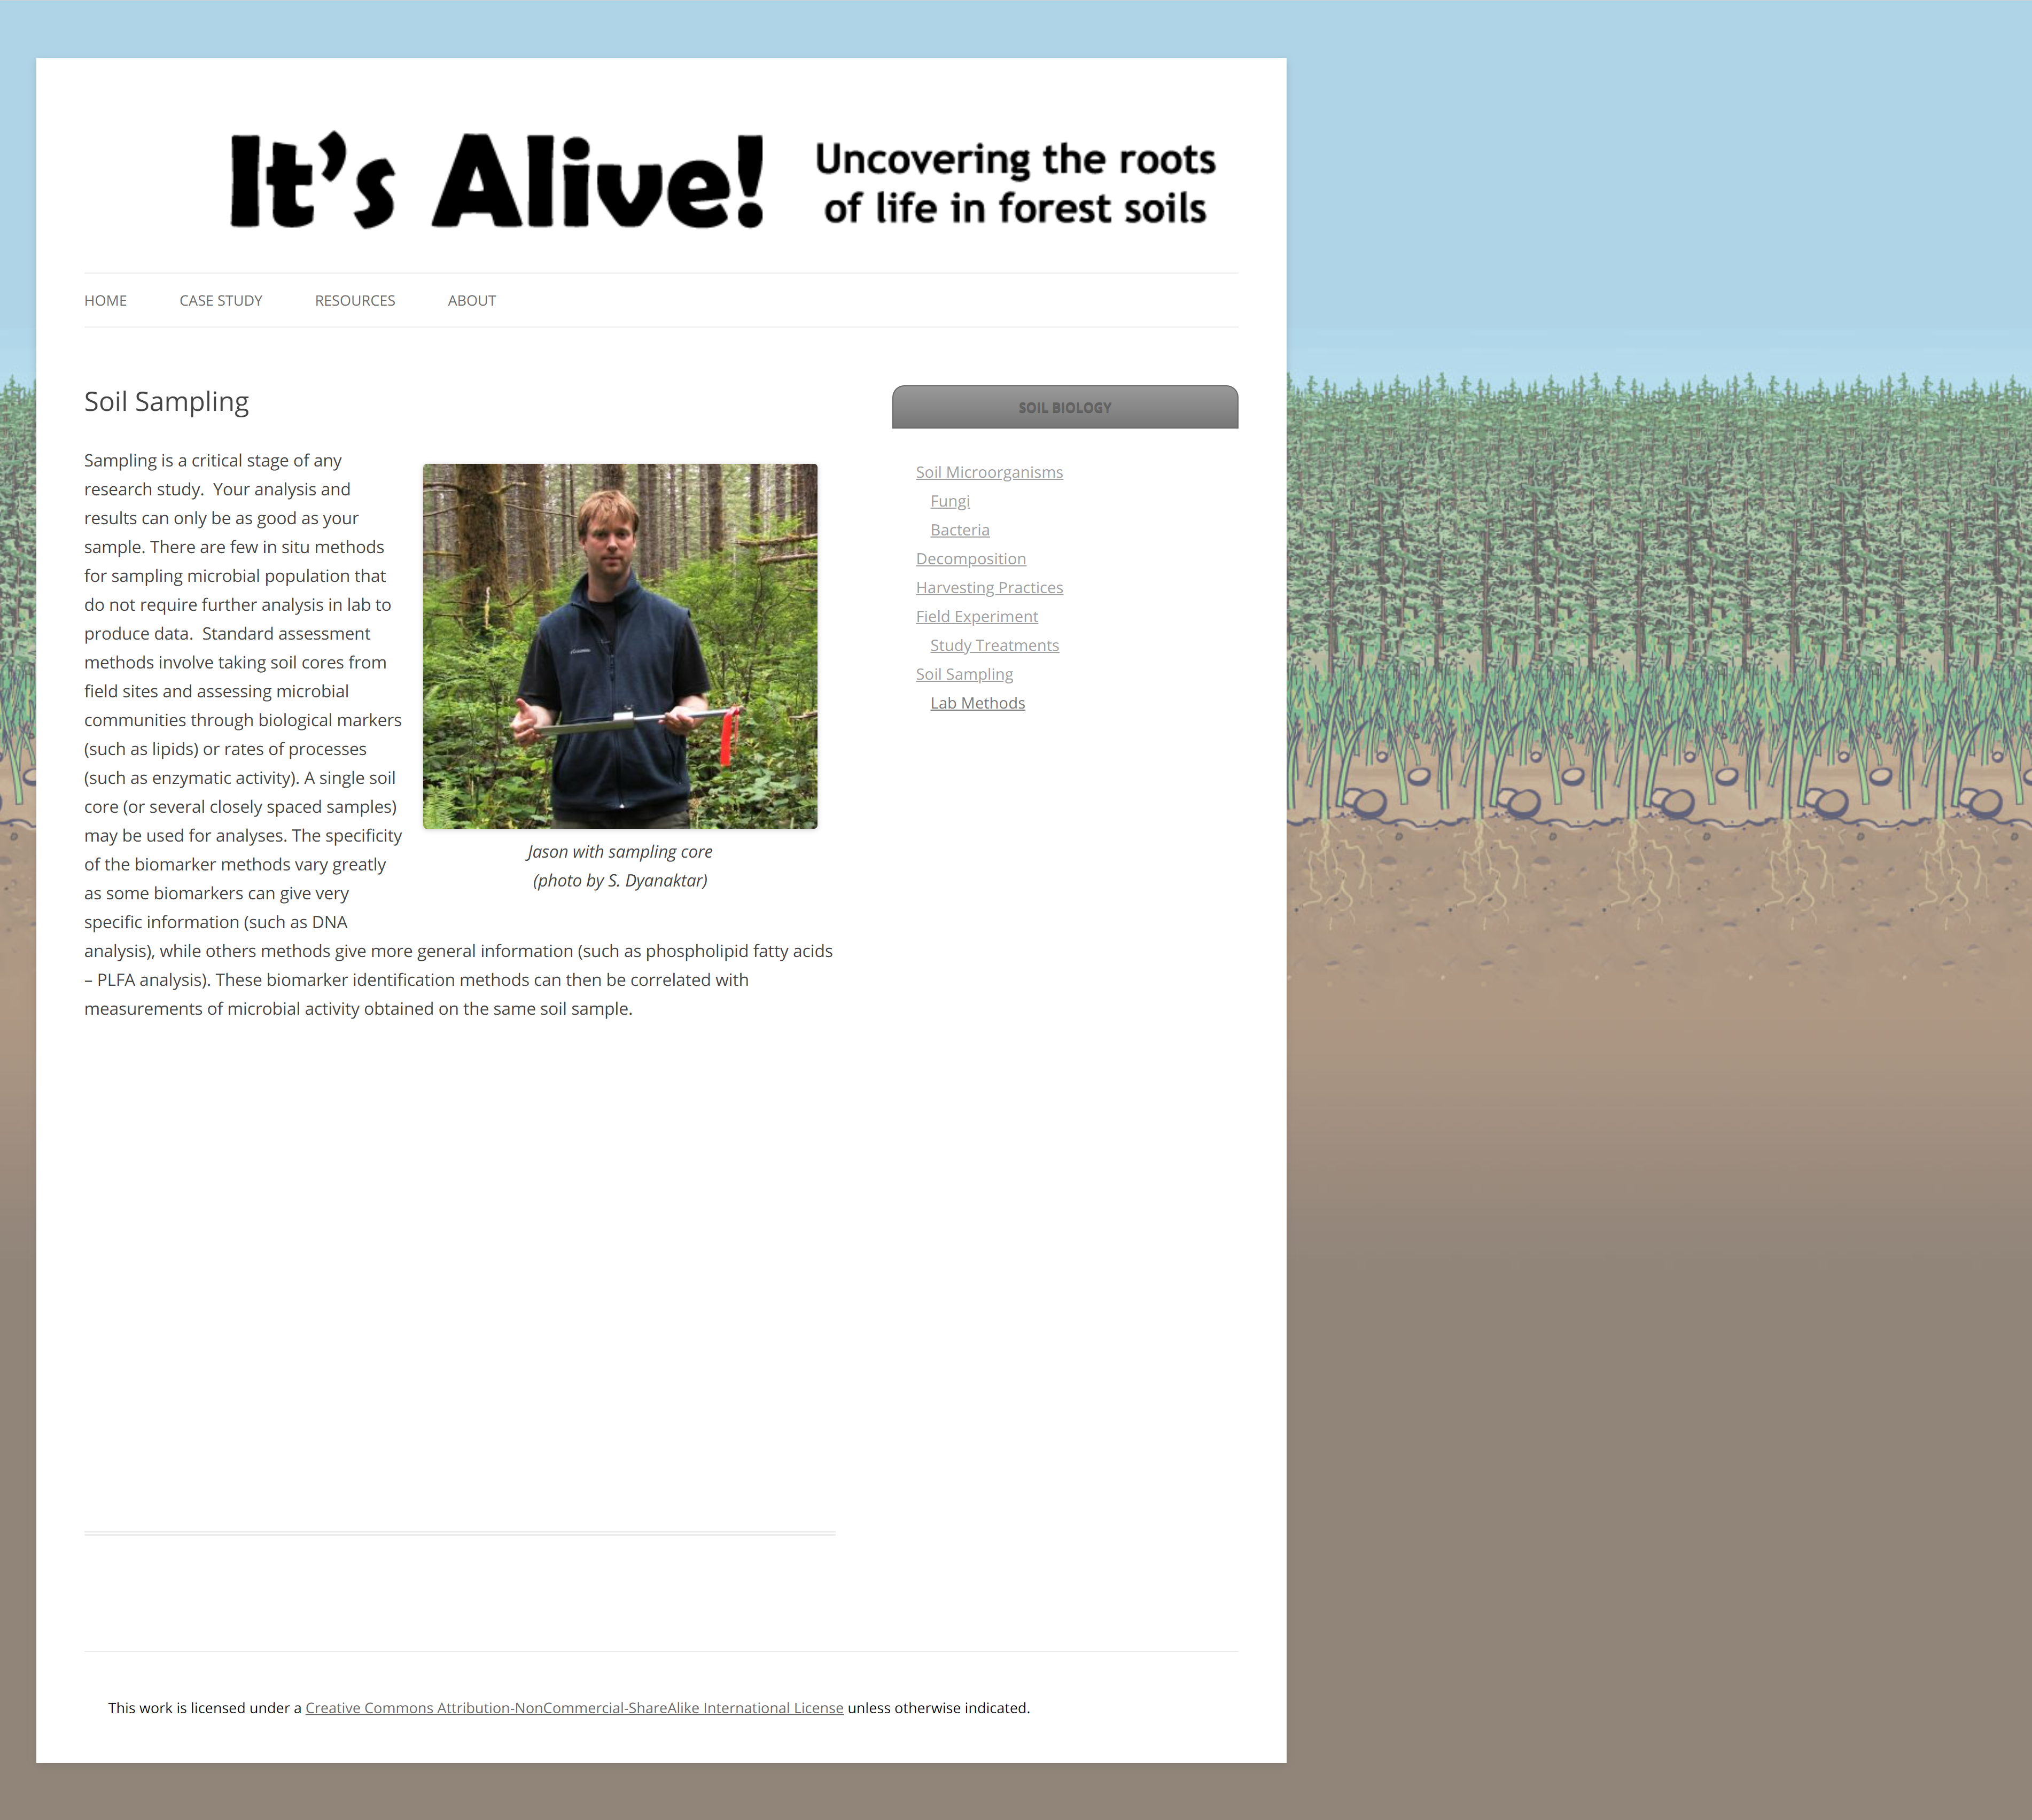 It's Alive!
Uncovering the roots
of life in forest soils
HOME CASE STUDY RESOURCES ABOUT
Soil Sampling
Sampling is a critical stage of any
research study.  Your analysis and
results can only be as good as your
sample. There are few in situ methods
for sampling microbial population that
do not require further analysis in lab to
produce data.  Standard assessment
methods involve taking soil cores from
field sites and assessing microbial
communities through biological markers
(such as lipids) or rates of processes
(such as enzymatic activity). A single soil
core (or several closely spaced samples)
may be used for analyses. The specificity
of the biomarker methods vary greatly
as some biomarkers can give very
specific information (such as DNA
analysis), while others methods give more general information (such as phospholipid fatty acids
– PLFA analysis). These biomarker identification methods can then be correlated with
measurements of microbial activity obtained on the same soil sample.
Jason with sampling core
(photo by S. Dyanaktar)
SOIL BIOLOGY
Soil Microorganisms
Fungi
Bacteria
Decomposition
Harvesting Practices
Field Experiment
Study Treatments
Soil Sampling
Lab Methods
This work is licensed under a Creative Commons Attribution-NonCommercial-ShareAlike International License unless otherwise indicated.